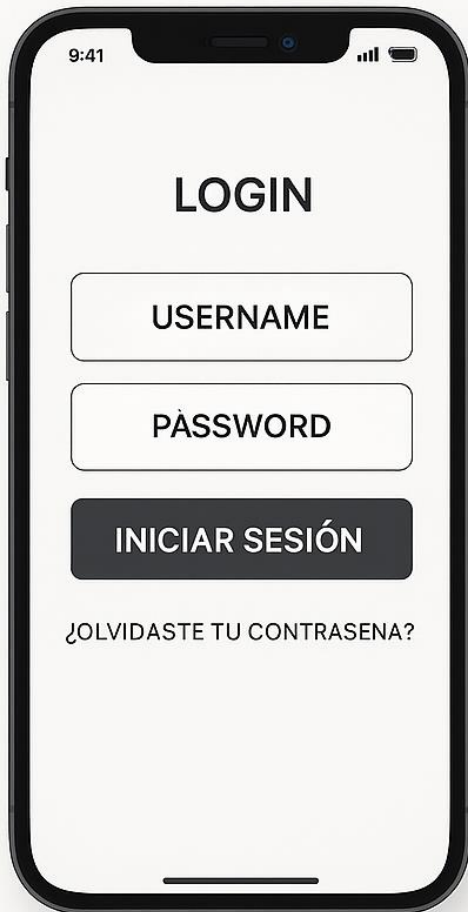 9:41
LOGIN
USERNAME
PÀSSWORD
INICIAR SESIÓN
¿OLVIDASTE TU CONTRASENA?